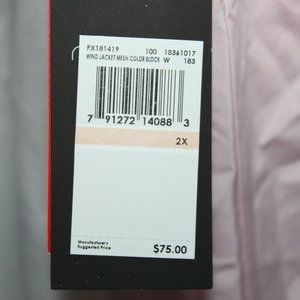 FX181419 100 18361017
WIND JACKET MESH COLOR BLOCK W 183
7 91272 14088 3
2X
Manufacturer's
Suggested Price $75.00